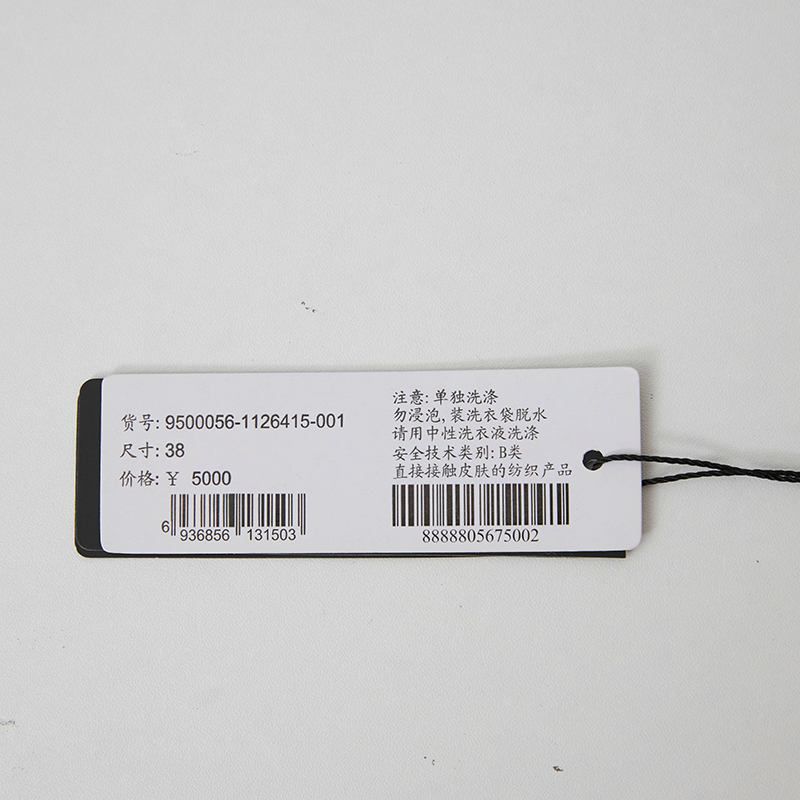 货号: 9500056-1126415-001
尺寸: 38
价格: ￥ 5000
6 936856 131503
注意: 单独洗涤
勿浸泡, 装洗衣袋脱水
请用中性洗衣液洗涤
安全技术类别: B类
直接接触皮肤的纺织产品
8888805675002